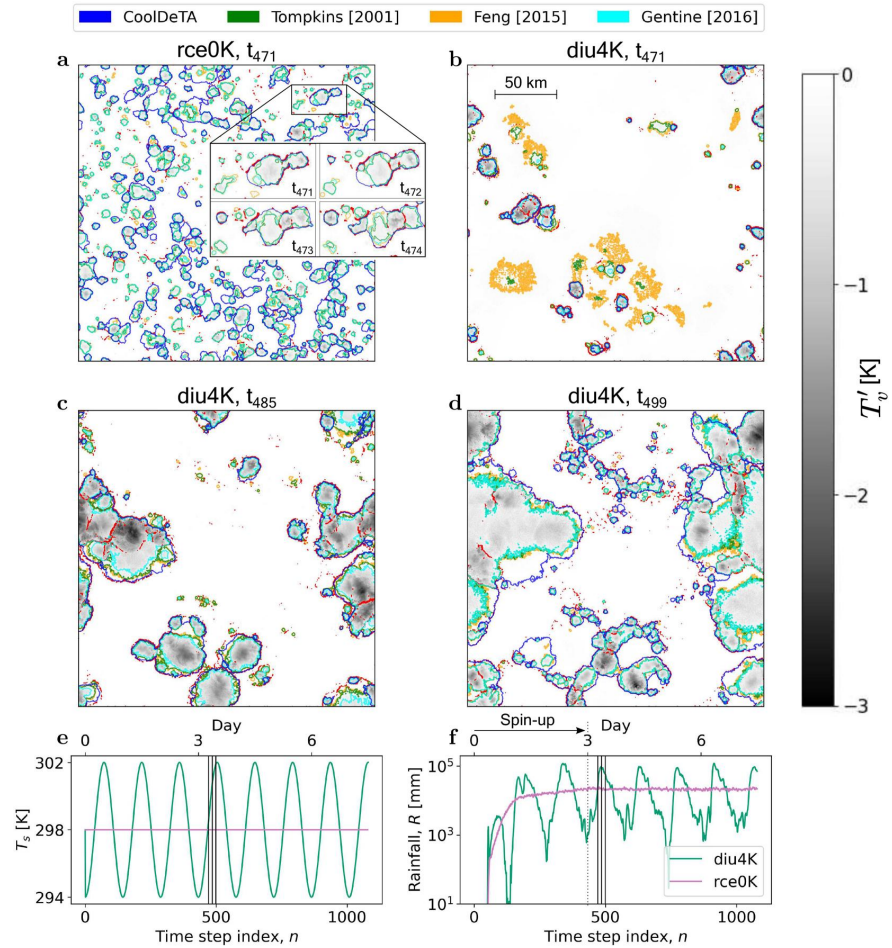 CoolDeTA Tompkins [2001] Feng [2015] Gentine [2016]
a rce0K, t471
b diu4K, t471
50 km
t471 t472
t473 t474
0
−1
−2
−3
T′v [K]
c diu4K, t485
d diu4K, t499
e Day
0 3 6
302
298
294
Ts [K]
0 500 1000
Time step index, n
Spin-up
f Day
0 3 6
10^5
10^3
10^1
Rainfall, R [mm]
diu4K
rce0K
0 500 1000
Time step index, n